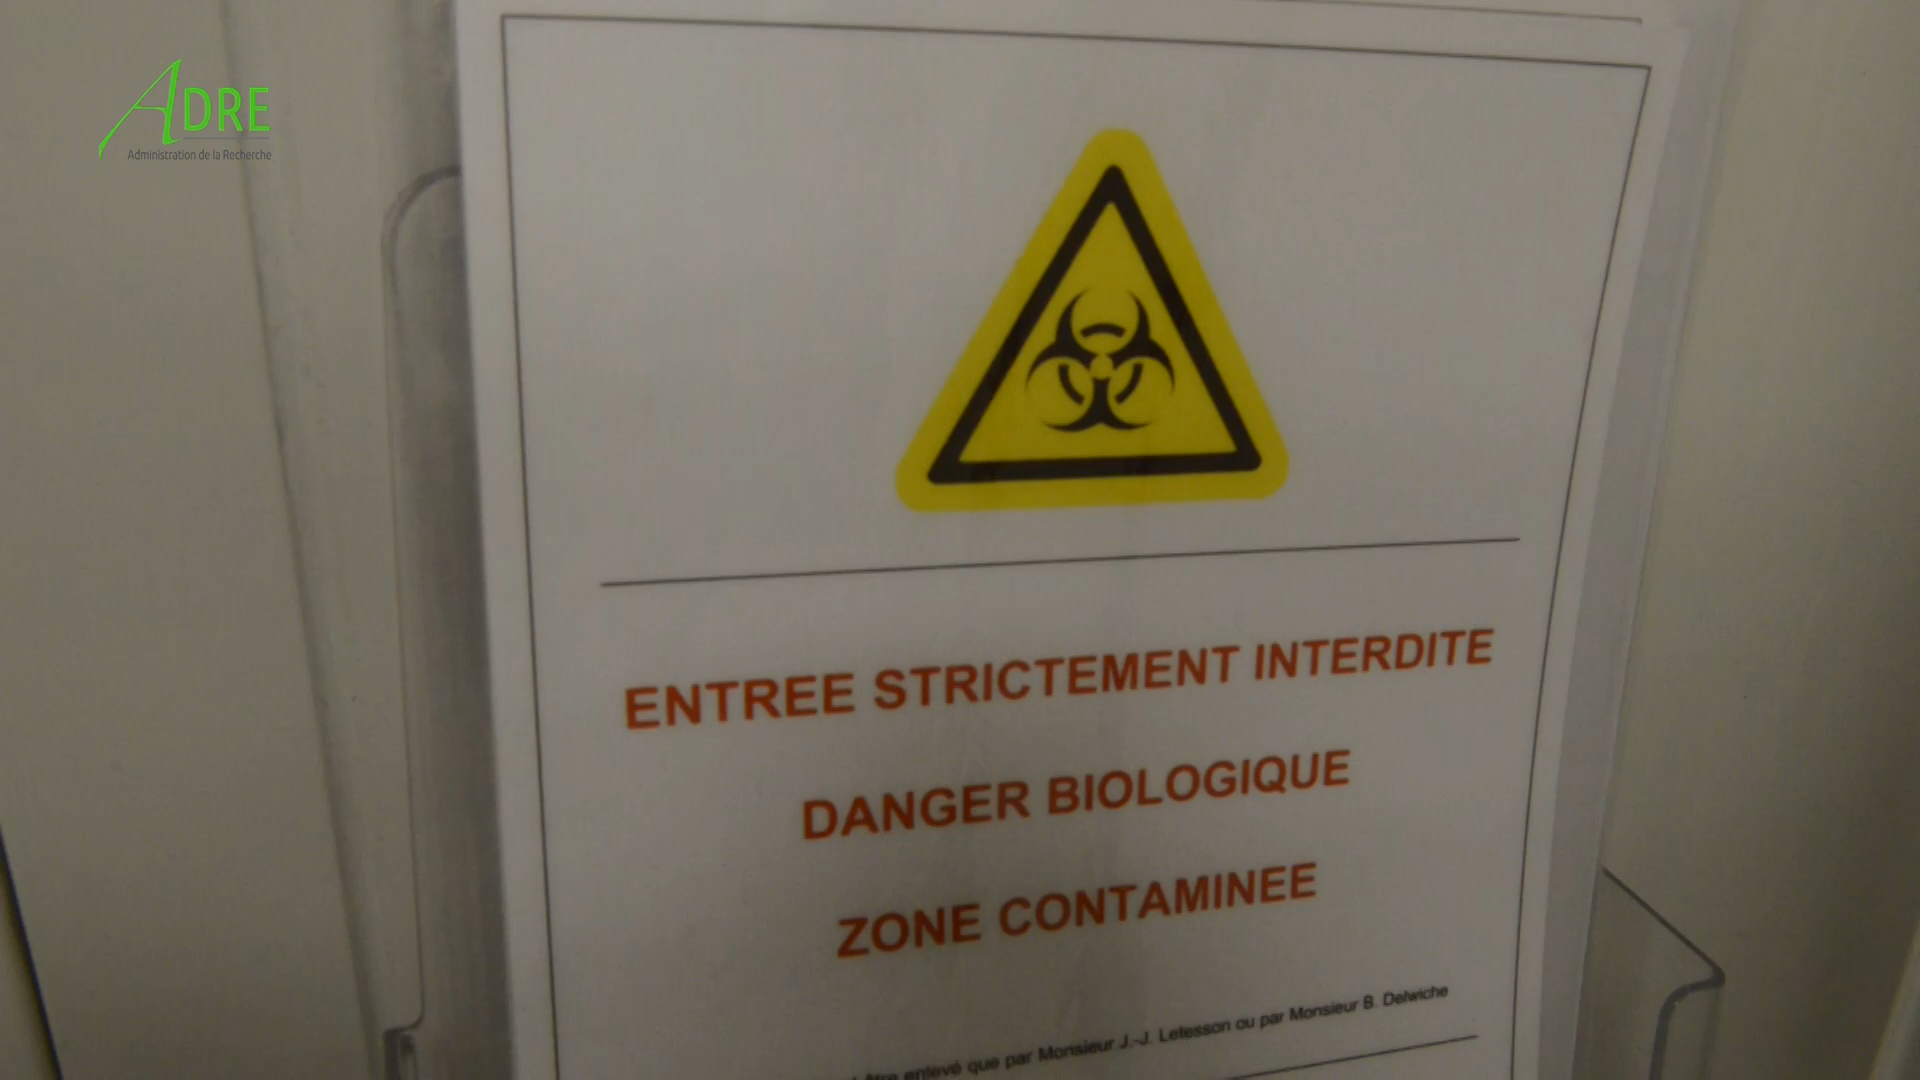 ADRE
Administration de la Recherche
ENTREE STRICTEMENT INTERDITE
DANGER BIOLOGIQUE
ZONE CONTAMINEE
être enlevé que par Monsieur J.-J. Letesson ou par Monsieur B. Delwiche